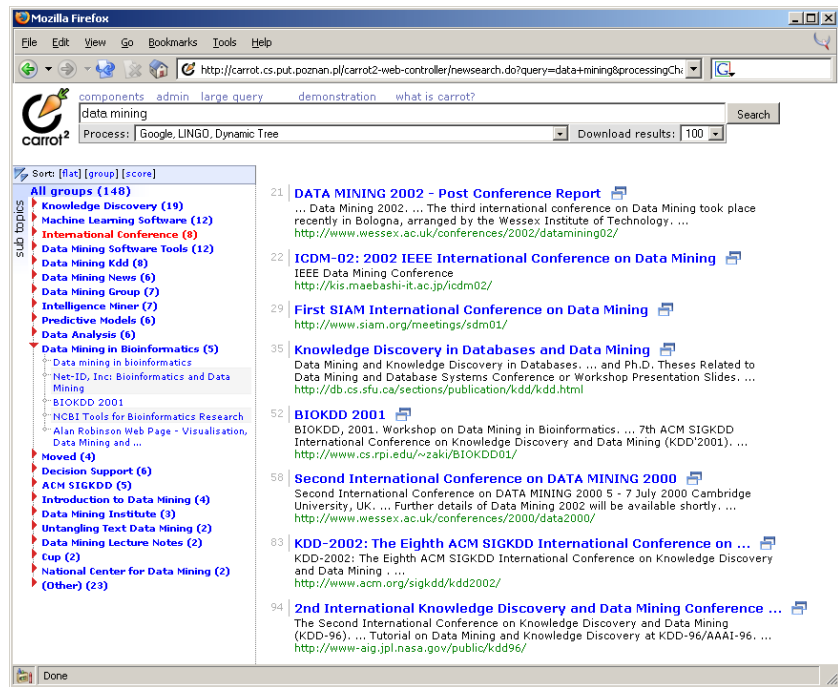 Mozilla Firefox
File Edit View Go Bookmarks Tools Help
http://carrot.cs.put.poznan.pl/carrot2-web-controller/newsearch.do?query=data+mining&processingCha
G
components admin large query demonstration what is carrot?
data mining
Search
carrot²
Process: Google, LINGO, Dynamic Tree
Download results: 100
Sort: [flat] [group] [score]
sub topics
All groups (148)
Knowledge Discovery (19)
Machine Learning Software (12)
International Conference (8)
Data Mining Software Tools (12)
Data Mining Kdd (8)
Data Mining News (6)
Data Mining Group (7)
Intelligence Miner (7)
Predictive Models (6)
Data Analysis (6)
Data Mining in Bioinformatics (5)
Data mining in bioinformatics
Net-ID, Inc: Bioinformatics and Data
Mining
BIOKDD 2001
NCBI Tools for Bioinformatics Research
Alan Robinson Web Page - Visualisation,
Data Mining and ...
Moved (4)
Decision Support (6)
ACM SIGKDD (5)
Introduction to Data Mining (4)
Data Mining Institute (3)
Untangling Text Data Mining (2)
Data Mining Lecture Notes (2)
Cup (2)
National Center for Data Mining (2)
(Other) (23)
21 DATA MINING 2002 - Post Conference Report
... Data Mining 2002. ... The third international conference on Data Mining took place
recently in Bologna, arranged by the Wessex Institute of Technology. ...
http://www.wessex.ac.uk/conferences/2002/datamining02/
22 ICDM-02: 2002 IEEE International Conference on Data Mining
IEEE Data Mining Conference
http://kis.maebashi-it.ac.jp/icdm02/
29 First SIAM International Conference on Data Mining
http://www.siam.org/meetings/sdm01/
35 Knowledge Discovery in Databases and Data Mining
Data Mining and Knowledge Discovery in Databases. ... and Ph.D. Theses Related to
Data Mining and Database Systems Conference or Workshop Presentation Slides. ...
http://db.cs.sfu.ca/sections/publication/kdd/kdd.html
52 BIOKDD 2001
BIOKDD, 2001. Workshop on Data Mining in Bioinformatics. ... 7th ACM SIGKDD
International Conference on Knowledge Discovery and Data Mining (KDD'2001). ...
http://www.cs.rpi.edu/~zaki/BIOKDD01/
58 Second International Conference on DATA MINING 2000
Second International Conference on DATA MINING 2000 5 - 7 July 2000 Cambridge
University, UK. ... Further details of Data Mining 2002 will be available shortly. ...
http://www.wessex.ac.uk/conferences/2000/data2000/
83 KDD-2002: The Eighth ACM SIGKDD International Conference on ...
KDD-2002: The Eighth ACM SIGKDD International Conference on Knowledge Discovery
and Data Mining . ...
http://www.acm.org/sigkdd/kdd2002/
94 2nd International Knowledge Discovery and Data Mining Conference ...
The Second International Conference on Knowledge Discovery and Data Mining
(KDD-96). ... Tutorial on Data Mining and Knowledge Discovery at KDD-96/AAAI-96. ...
http://www-aig.jpl.nasa.gov/public/kdd96/
Done